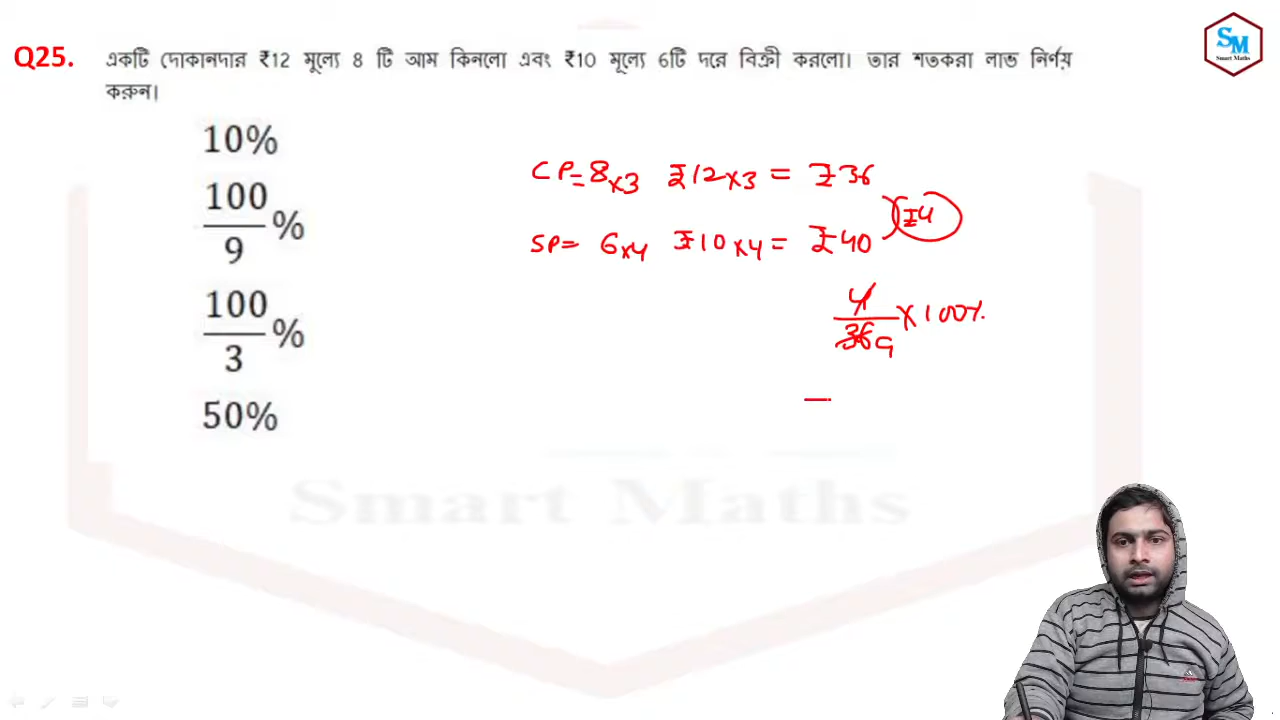 Q25. একটি দোকানদার ₹12 মূল্যে 8 টি আম কিনলো এবং ₹10 মূল্যে 6টি দরে বিক্রী করলো। তার শতকরা লাভ নির্ণয়
করুন।
SM
Smart Maths
10%
100/9 %
100/3 %
50%
CP = 8×3 ₹12×3 = ₹36
₹4
SP = 6×4 ₹10×4 = ₹40
4/36 9 ×100%
Smart Maths